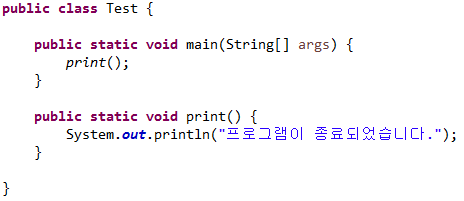 public class Test {
public static void main(String[] args) {
print();
}
public static void print() {
System.out.println("프로그램이 종료되었습니다.");
}
}